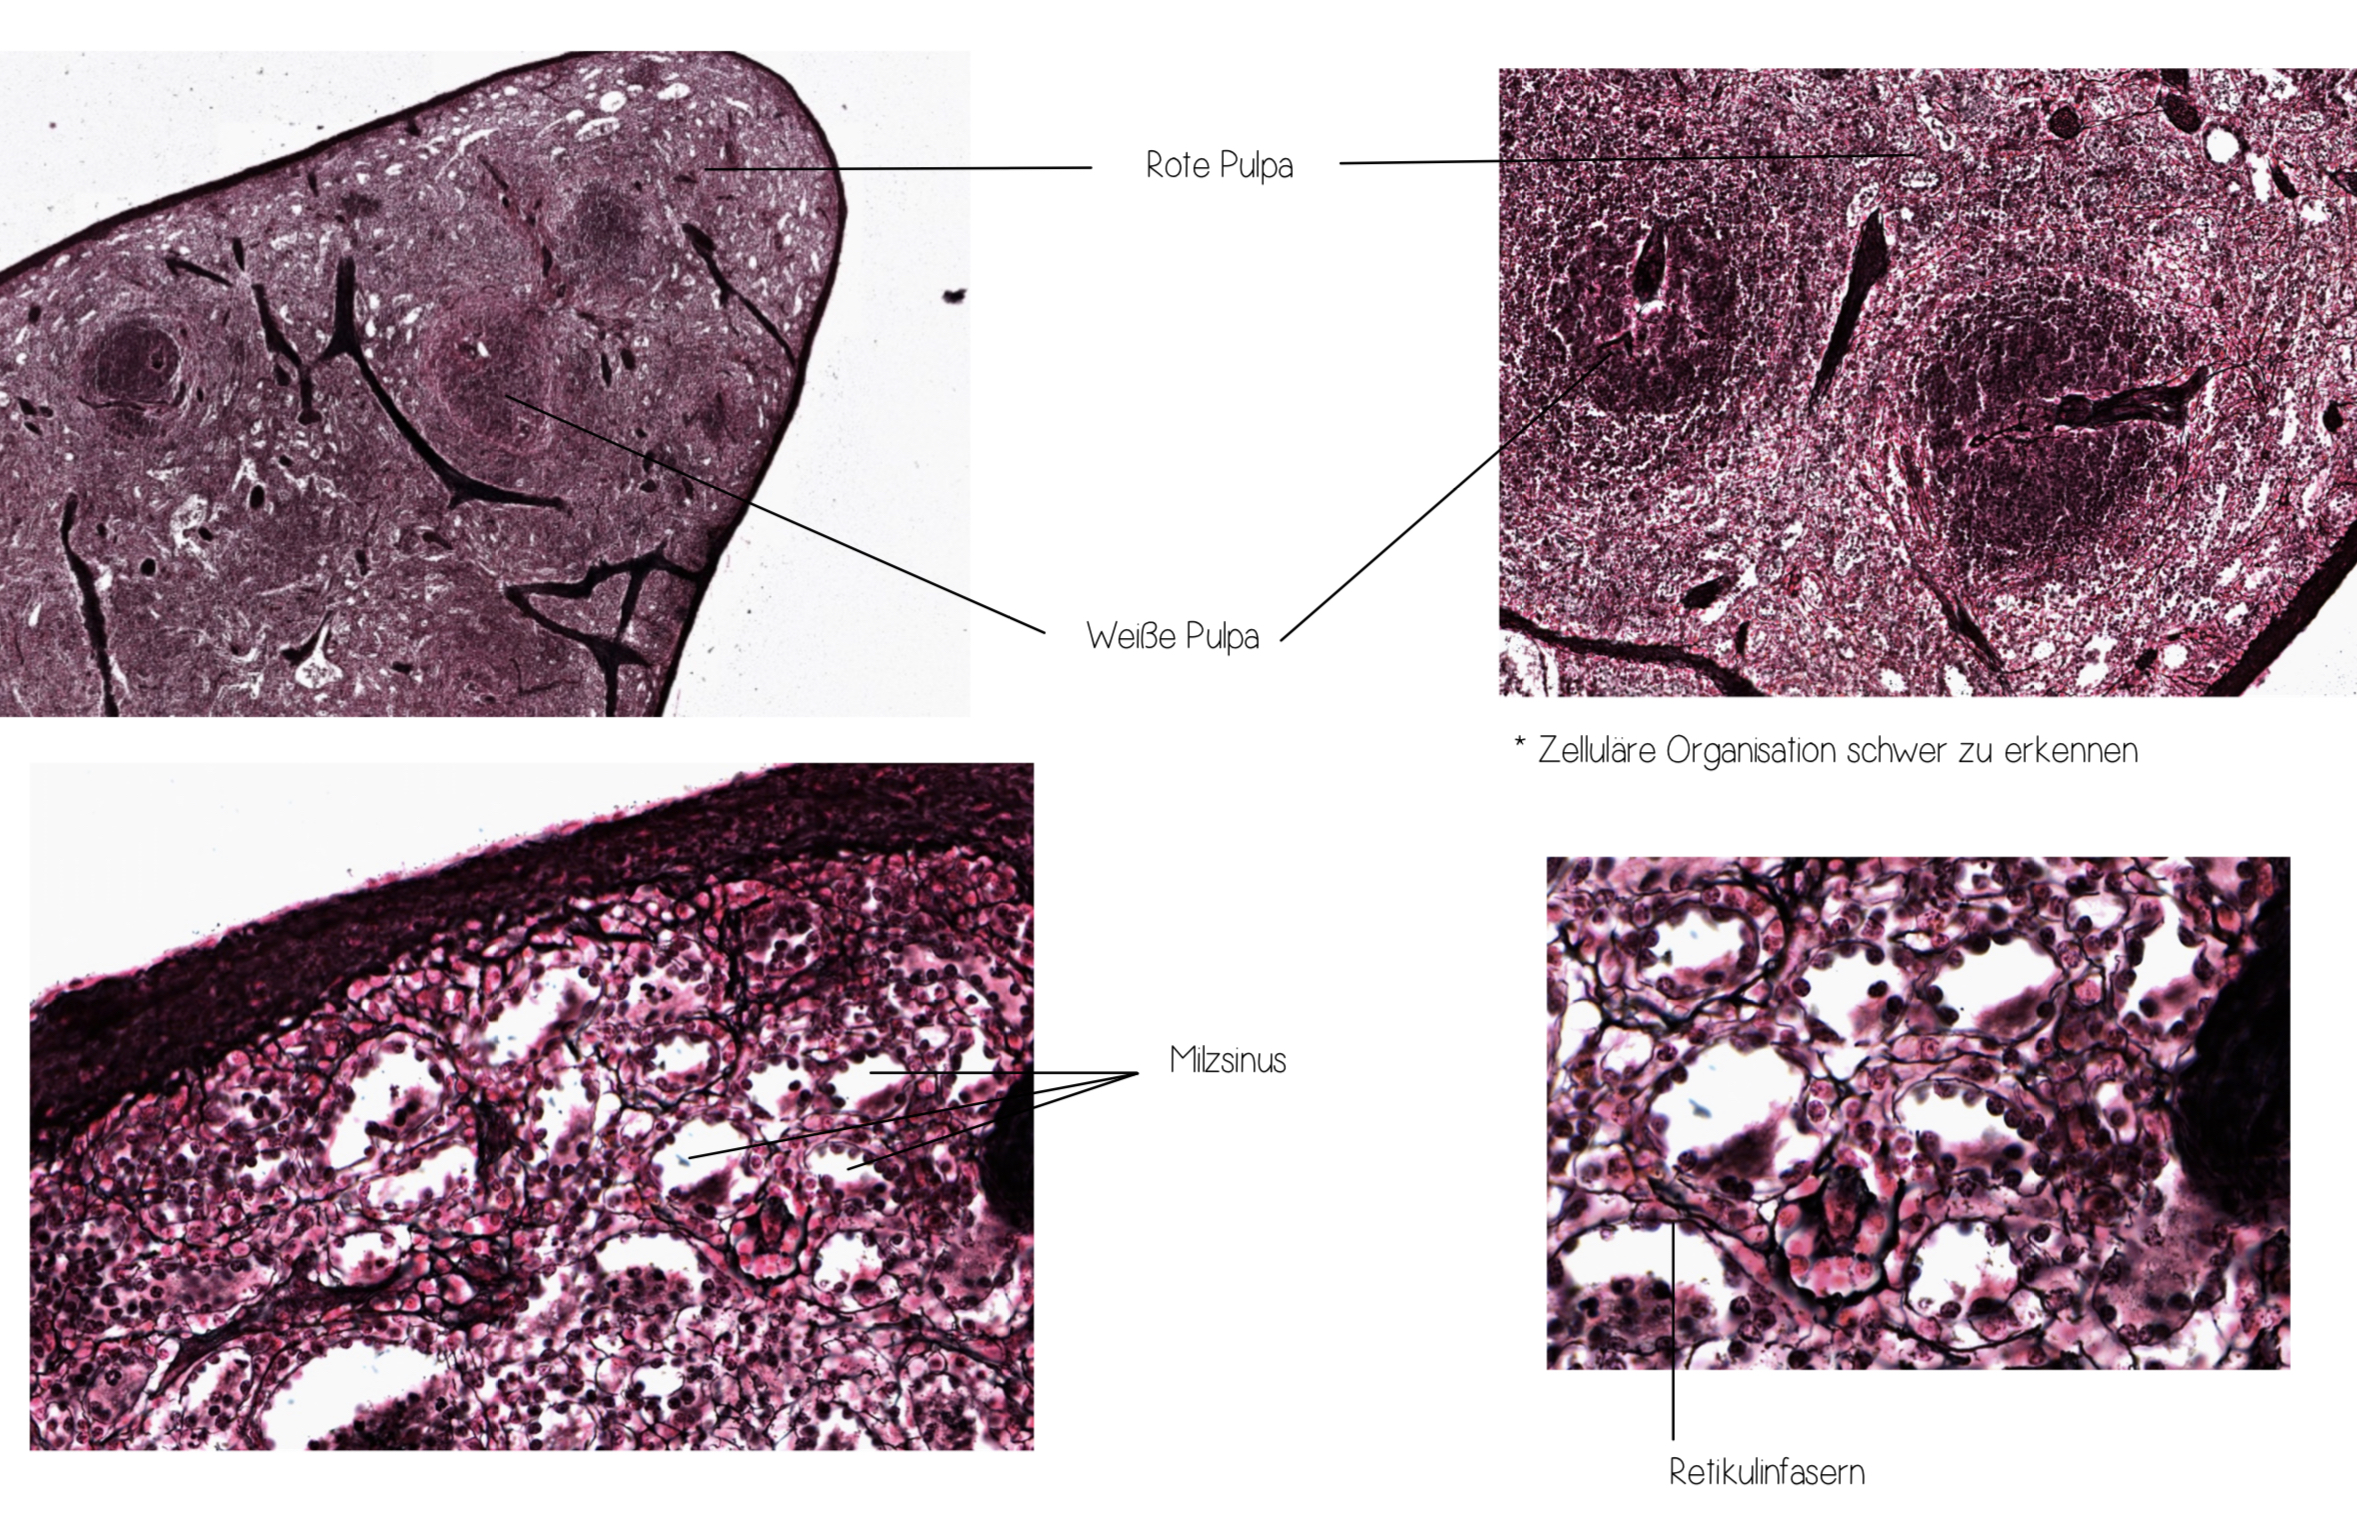 Rote Pulpa
Weiße Pulpa
* Zelluläre Organisation schwer zu erkennen
Milzsinus
Retikulinfasern